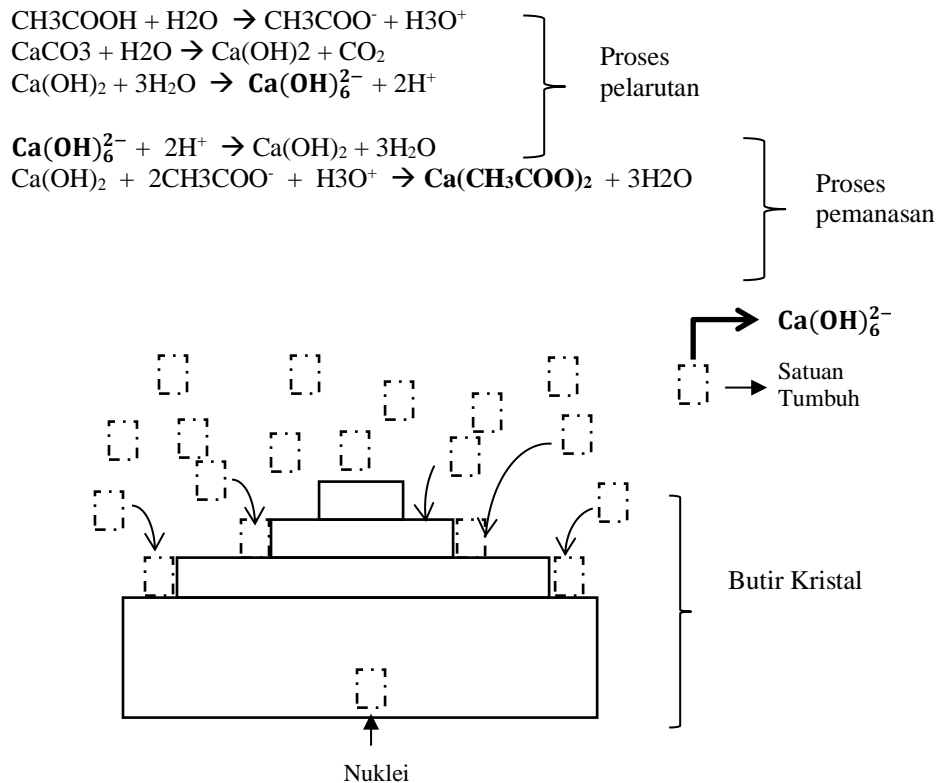 CH3COOH + H2O → CH3COO⁻ + H3O⁺
CaCO3 + H2O → Ca(OH)2 + CO₂
Ca(OH)₂ + 3H₂O → Ca(OH)₆²⁻ + 2H⁺
Proses
pelarutan
Ca(OH)₆²⁻ + 2H⁺ → Ca(OH)₂ + 3H₂O
Ca(OH)₂ + 2CH3COO⁻ + H3O⁺ → Ca(CH₃COO)₂ + 3H2O
Proses
pemanasan
Ca(OH)₆²⁻
Satuan
Tumbuh
Butir Kristal
Nuklei